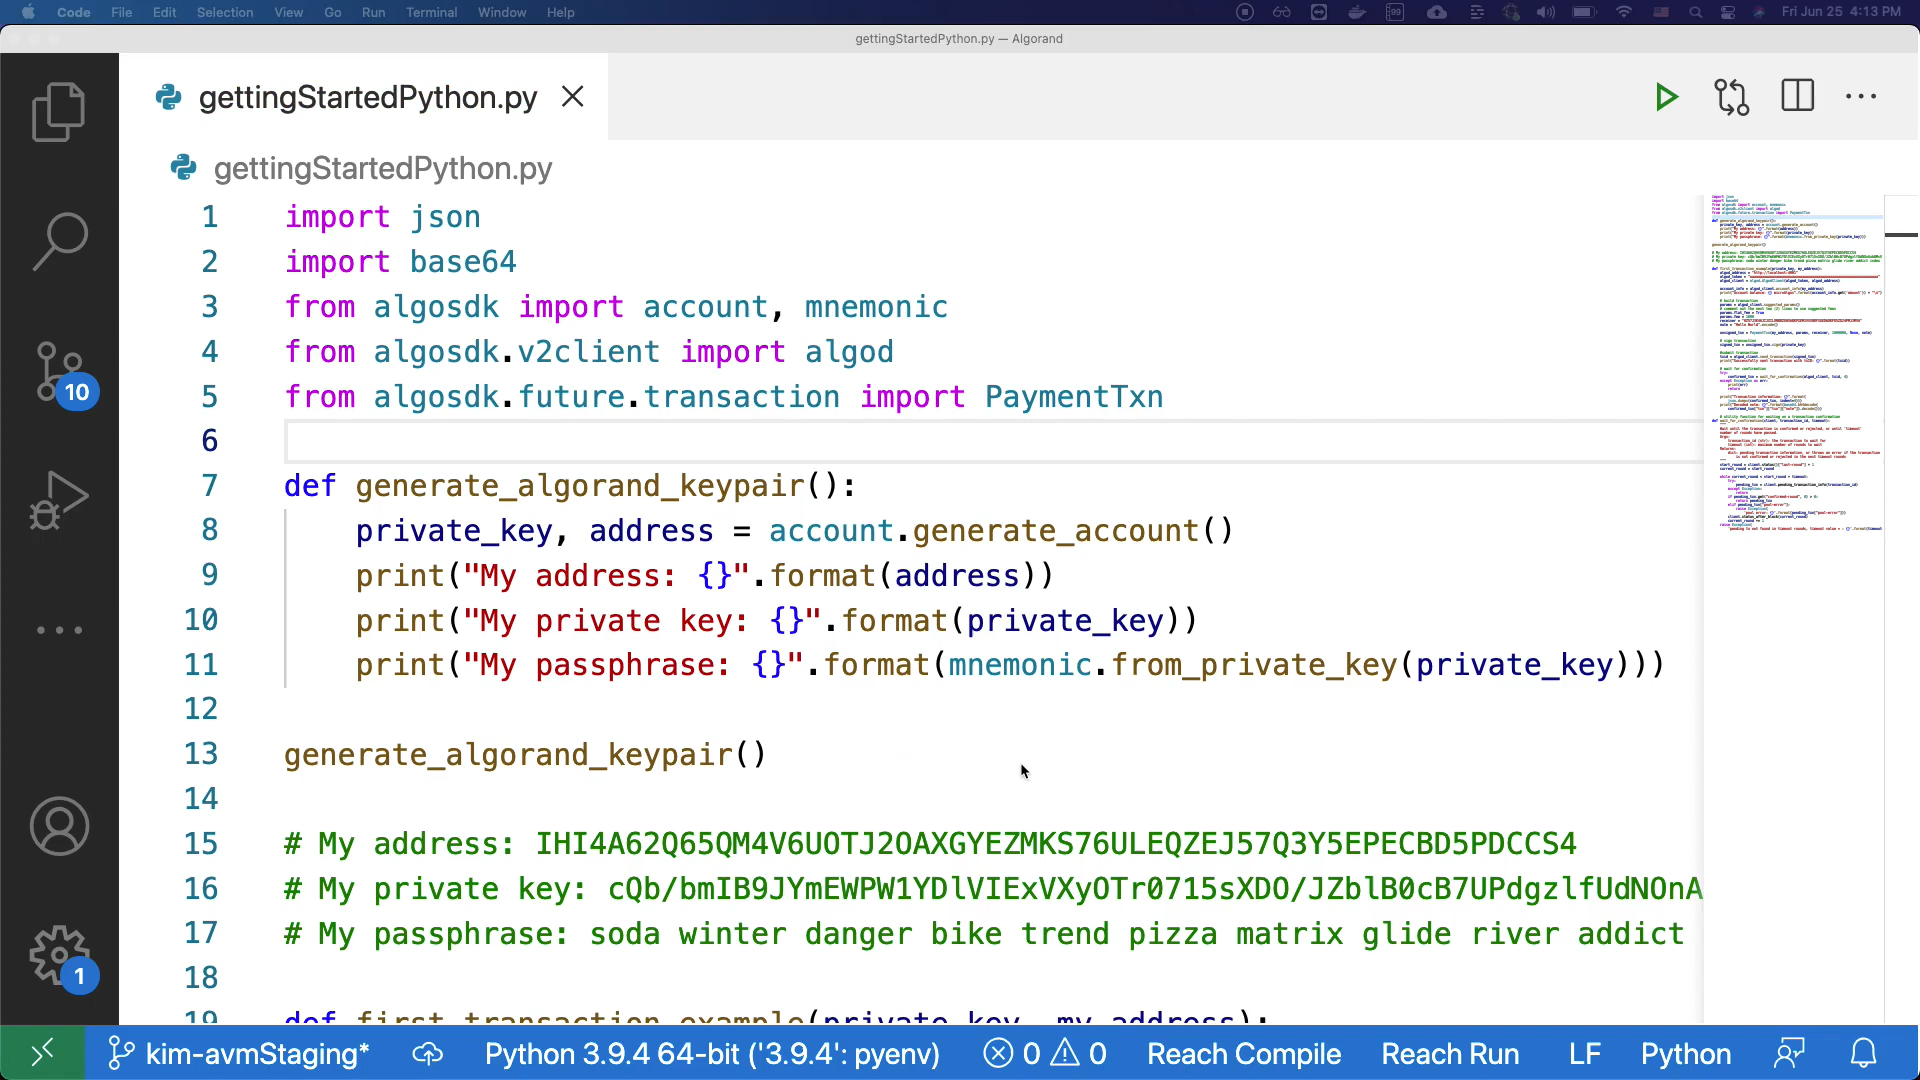 Code File Edit Selection View Go Run Terminal Window Help Fri Jun 25 4:13 PM
gettingStartedPython.py — Algorand
gettingStartedPython.py
gettingStartedPython.py
1 import json
2 import base64
3 from algosdk import account, mnemonic
4 from algosdk.v2client import algod
5 from algosdk.future.transaction import PaymentTxn
6
7 def generate_algorand_keypair():
8 private_key, address = account.generate_account()
9 print("My address: {}".format(address))
10 print("My private key: {}".format(private_key))
11 print("My passphrase: {}".format(mnemonic.from_private_key(private_key)))
12
13 generate_algorand_keypair()
14
15 # My address: IHI4A62Q65QM4V6UOTJ2OAXGYEZMKS76ULEQZEJ57Q3Y5EPECBD5PDCCS4
16 # My private key: cQb/bmIB9JYmEWPW1YDlVIExVXyOTr0715sXDO/JZblB0cB7UPdgzlfUdNOnA
17 # My passphrase: soda winter danger bike trend pizza matrix glide river addict
18
19 def first_transaction_example(private_key, my_address):
10
1
kim-avmStaging* Python 3.9.4 64-bit ('3.9.4': pyenv) 0 0 Reach Compile Reach Run LF Python